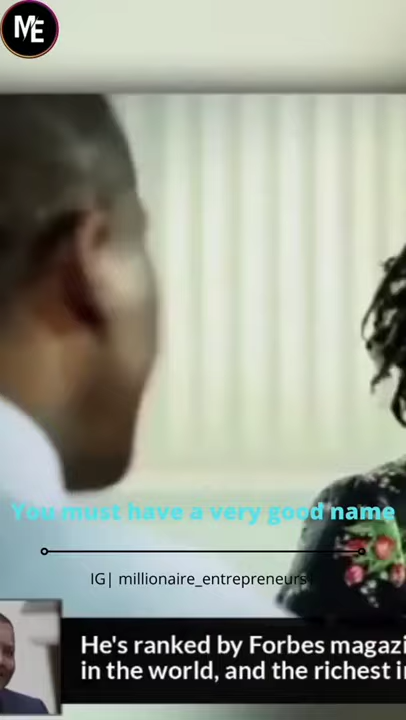 ME
You must have a very good name
IG| millionaire_entrepreneurs
He's ranked by Forbes magazi
in the world, and the richest i